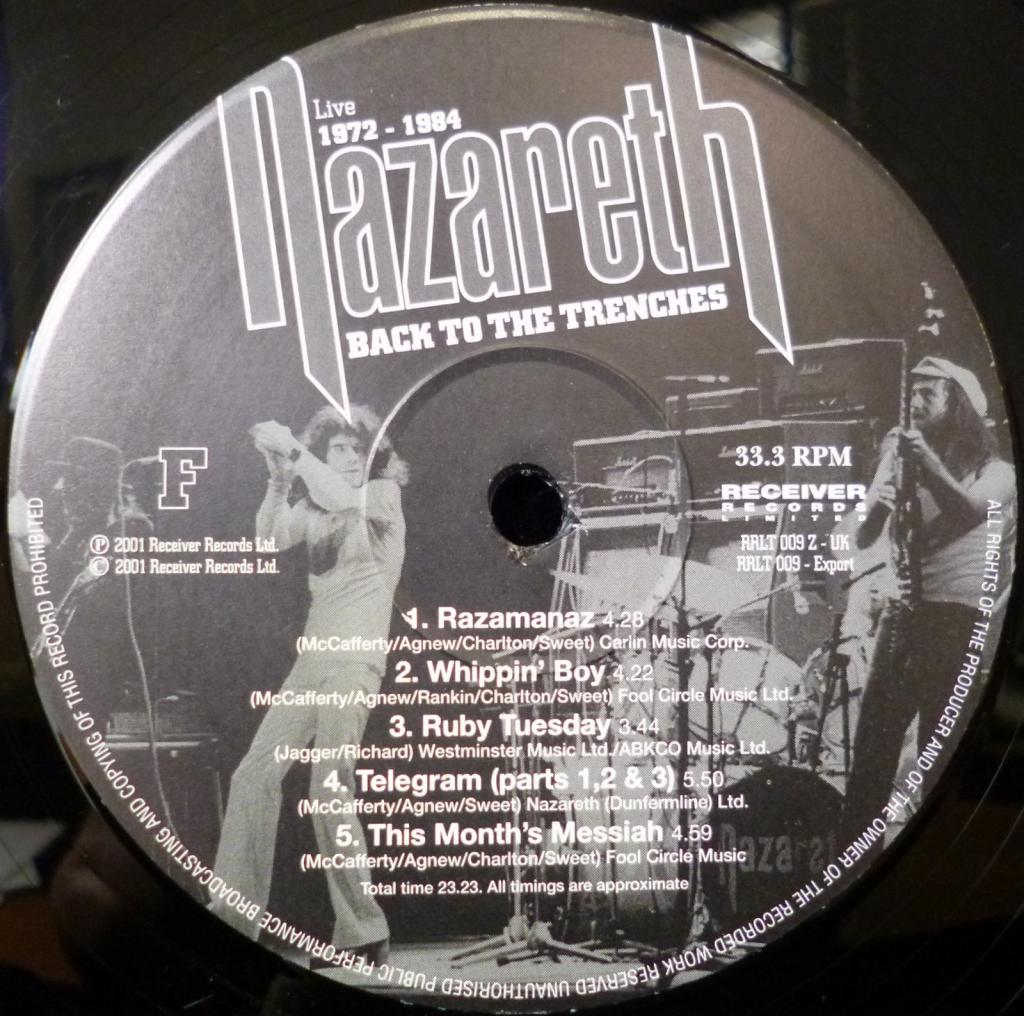 Live
1972 - 1984
Nazareth
BACK TO THE TRENCHES
F
33.3 RPM
RECEIVER
RECORDS
LIMITED
RRLT 009 Z - UK
RRLT 009 - Export
℗ 2001 Receiver Records Ltd.
© 2001 Receiver Records Ltd.
1. Razamanaz 4.28
(McCafferty/Agnew/Charlton/Sweet) Carlin Music Corp.
2. Whippin' Boy 4.22
(McCafferty/Agnew/Rankin/Charlton/Sweet) Fool Circle Music Ltd.
3. Ruby Tuesday 3.44
(Jagger/Richard) Westminster Music Ltd./ABKCO Music Ltd.
4. Telegram (parts 1,2 & 3) 5.50
(McCafferty/Agnew/Sweet) Nazareth (Dunfermline) Ltd.
5. This Month's Messiah 4.59
(McCafferty/Agnew/Charlton/Sweet) Fool Circle Music
Total time 23.23. All timings are approximate
Nazaret
ALL RIGHTS OF THE PRODUCER AND OF THE OWNER OF THE RECORDED WORK RESERVED UNAUTHORISED PUBLIC PERFORMANCE BROADCASTING AND COPYING OF THIS RECORD PROHIBITED